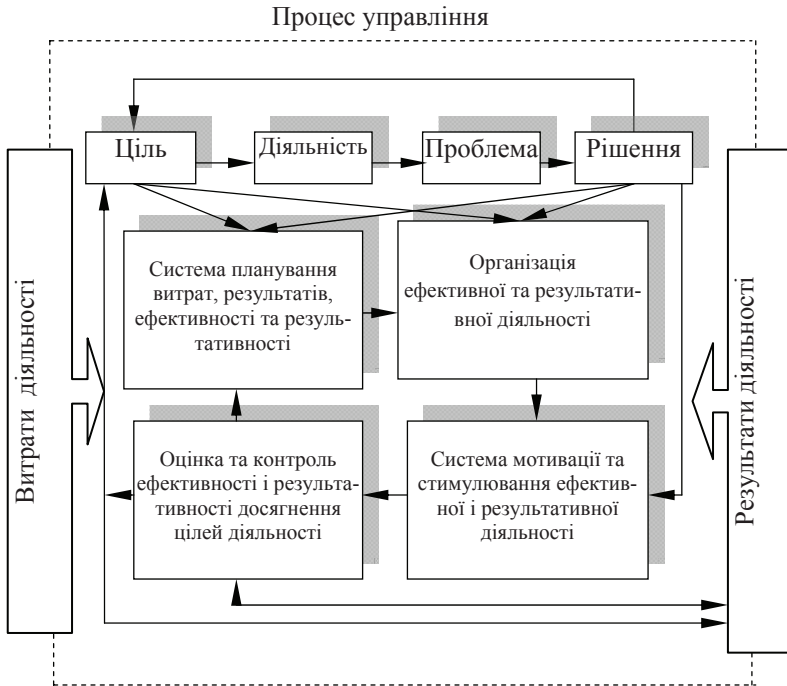 Процес управління
Ціль
Діяльність
Проблема
Рішення
Витрати діяльності
Система планування
витрат, результатів,
ефективності та резуль-
тативності
Організація
ефективної та результати-
вної діяльності
Оцінка та контроль
ефективності і результа-
тивності досягнення
цілей діяльності
Система мотивації та
стимулювання ефектив-
ної і результативної
діяльності
Результати діяльності